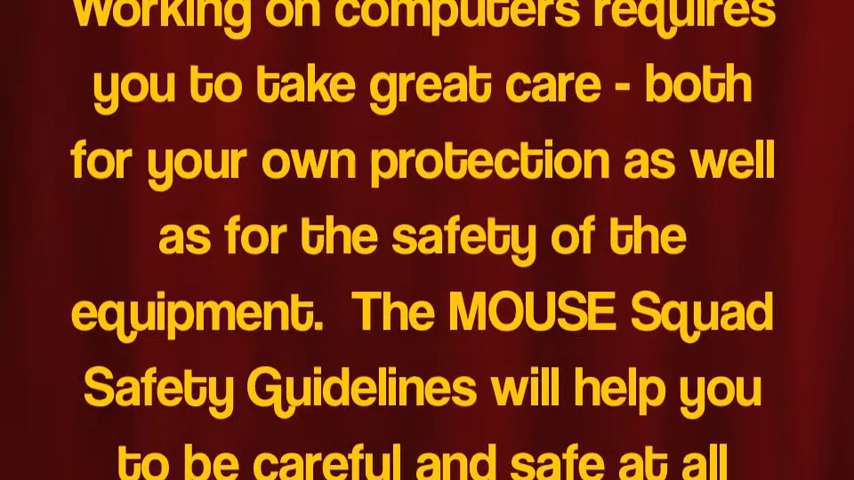 working on computers requires
you to take great care - both
for your own protection as well
as for the safety of the
equipment.  The MOUSE Squad
Safety Guidelines will help you
to be careful and safe at all